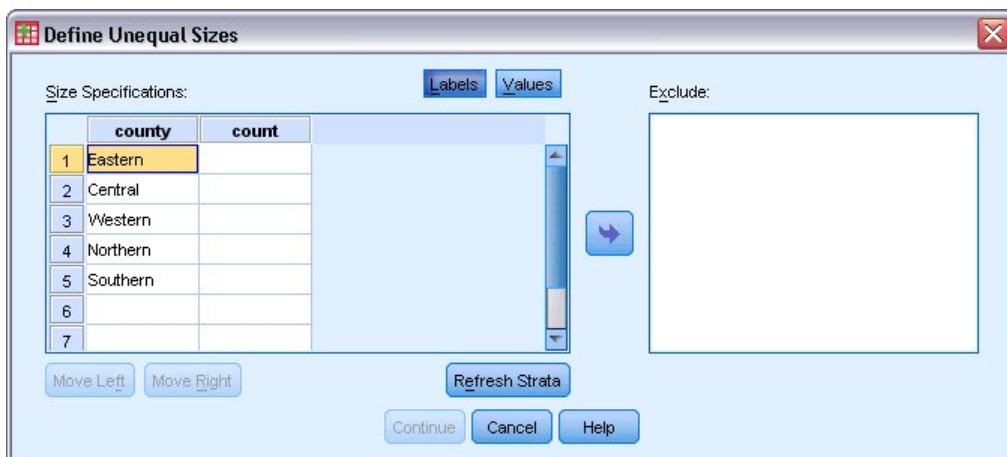 Define Unequal Sizes
Size Specifications:
Labels Values
Exclude:
county count
1 Eastern
2 Central
3 Western
4 Northern
5 Southern
6
7
Move Left Move Right Refresh Strata
Continue Cancel Help